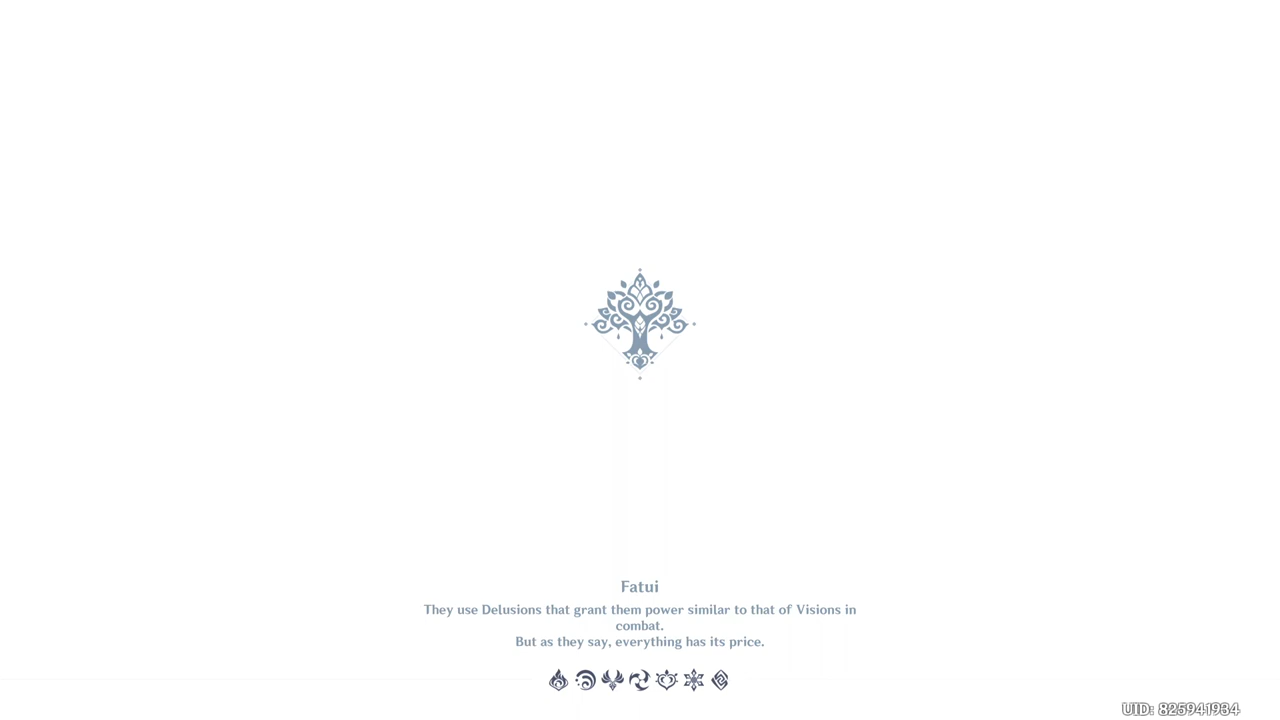 Fatui
They use Delusions that grant them power similar to that of Visions in
combat.
But as they say, everything has its price.
UID: 825941934